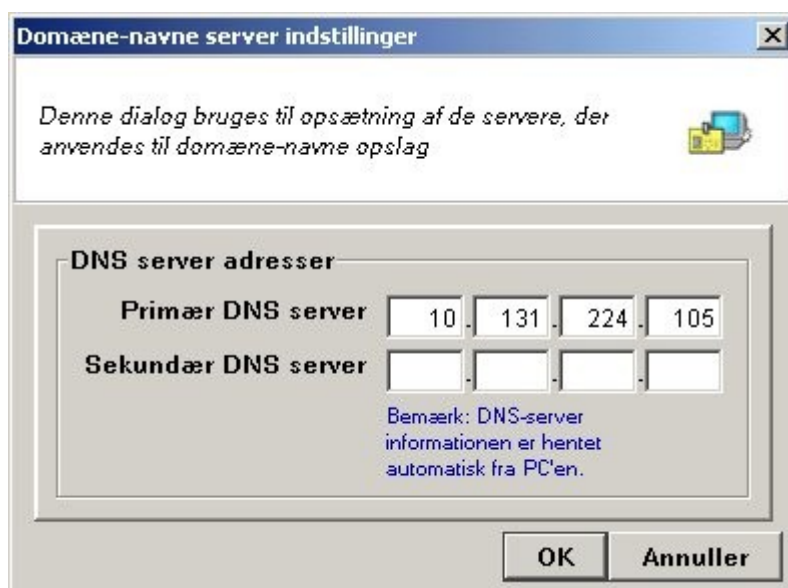 Domæne-navne server indstillinger
Denne dialog bruges til opsætning af de servere, der
anvendes til domæne-navne opslag
DNS server adresser
Primær DNS server 10 . 131 . 224 . 105
Sekundær DNS server . . .
Bemærk: DNS-server
informationen er hentet
automatisk fra PC'en.
OK Annuller